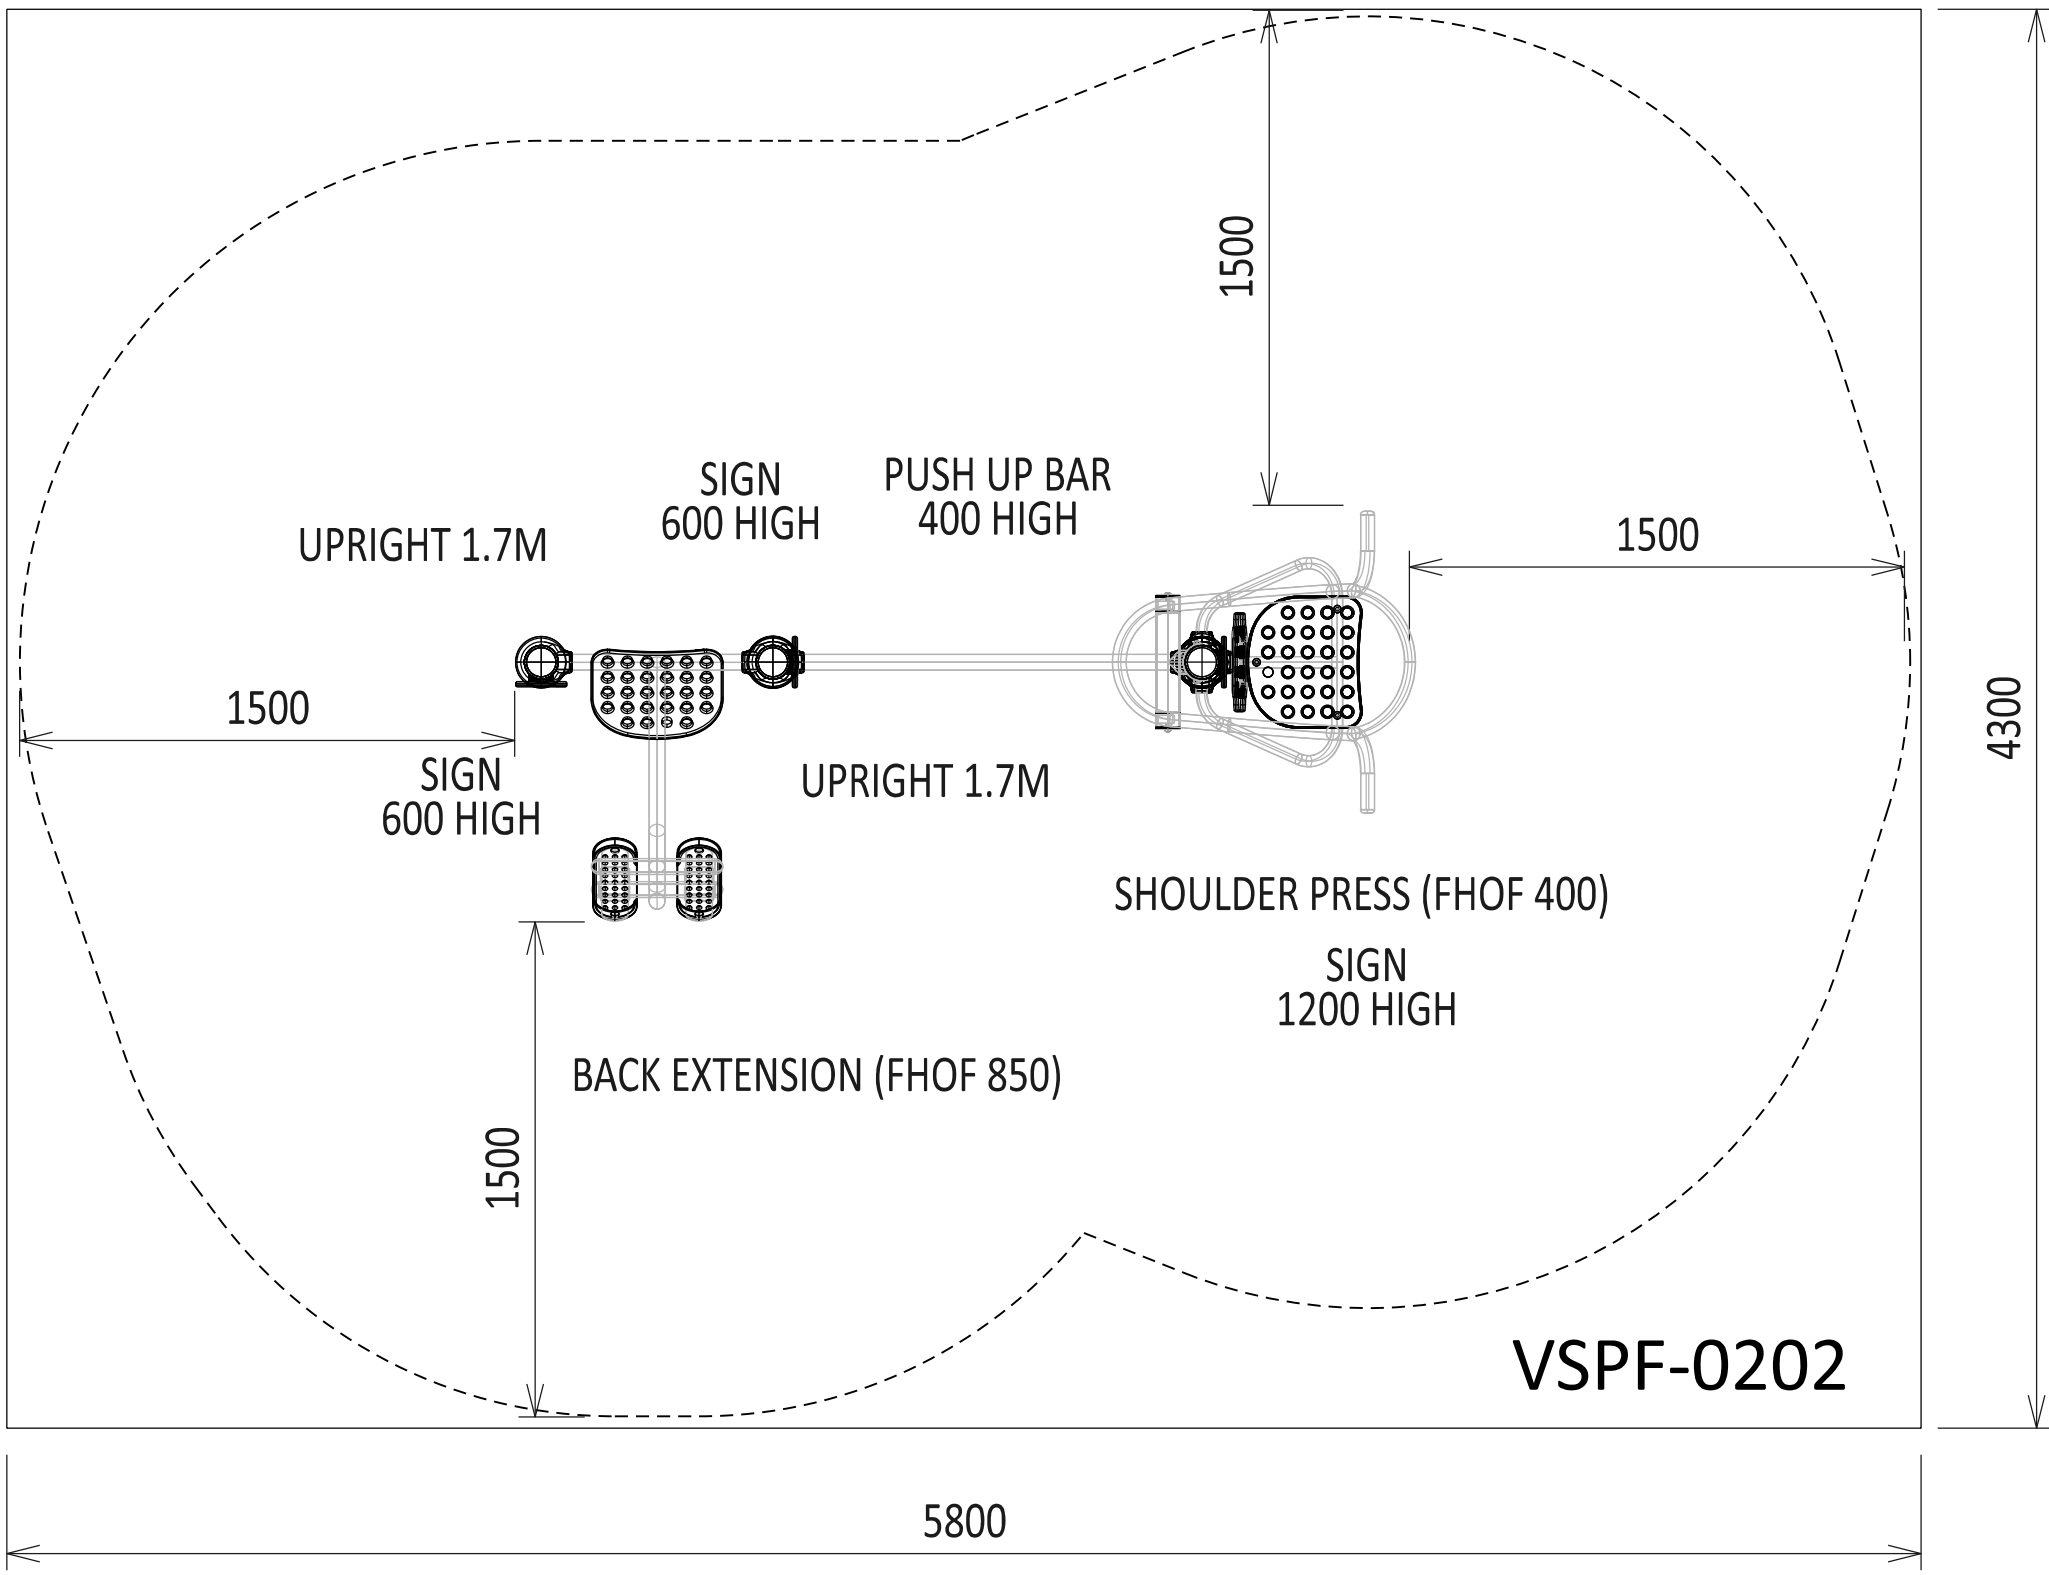 1500
SIGN
600 HIGH
PUSH UP BAR
400 HIGH
UPRIGHT 1.7M
1500
1500
4300
SIGN
600 HIGH
UPRIGHT 1.7M
SHOULDER PRESS (FHOF 400)
SIGN
1200 HIGH
BACK EXTENSION (FHOF 850)
1500
VSPF-0202
5800